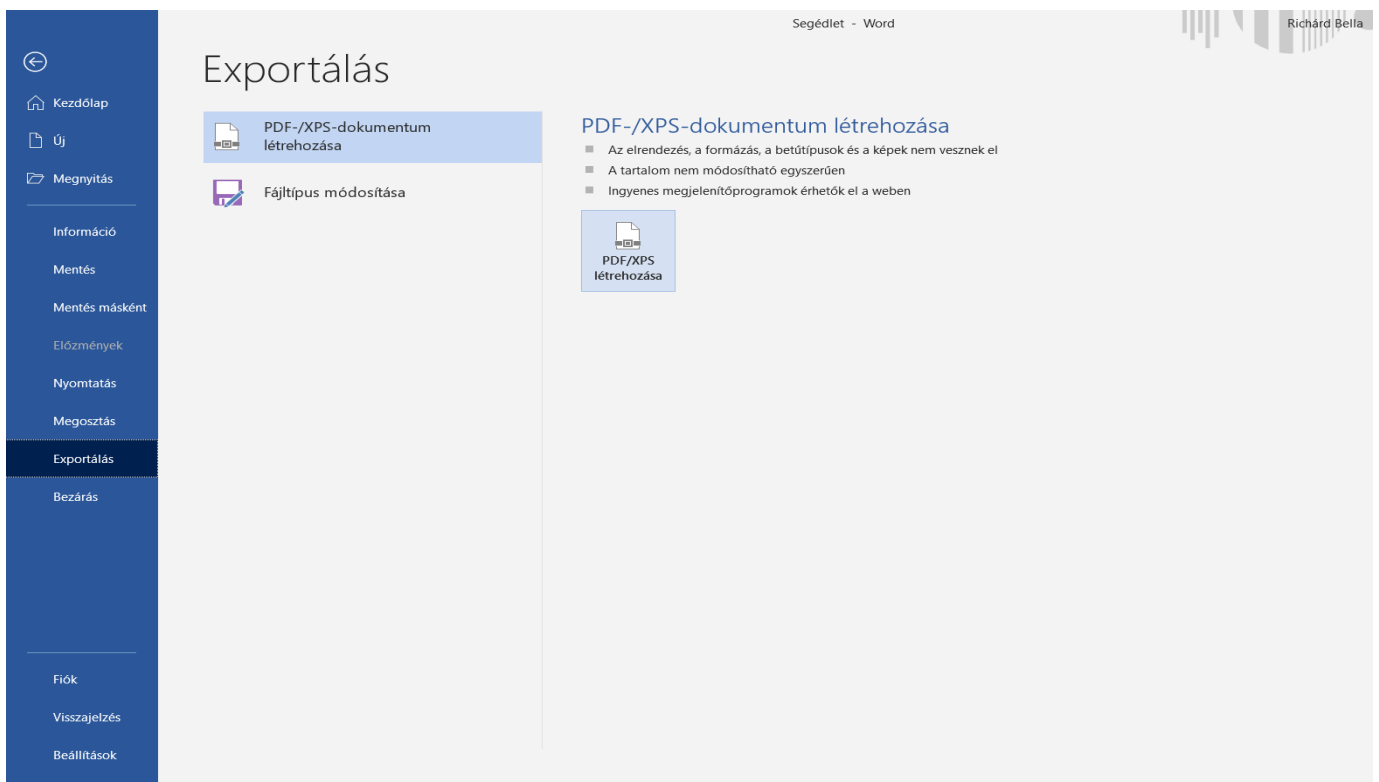 Segédlet - Word
Richárd Bella
Exportálás
Kezdőlap
Új
Megnyitás
Információ
Mentés
Mentés másként
Előzmények
Nyomtatás
Megosztás
Exportálás
Bezárás
Fiók
Visszajelzés
Beállítások
PDF-/XPS-dokumentum
létrehozása
Fájltípus módosítása
PDF-/XPS-dokumentum létrehozása
Az elrendezés, a formázás, a betűtípusok és a képek nem vesznek el
A tartalom nem módosítható egyszerűen
Ingyenes megjelenítőprogramok érhetők el a weben
PDF/XPS
létrehozása